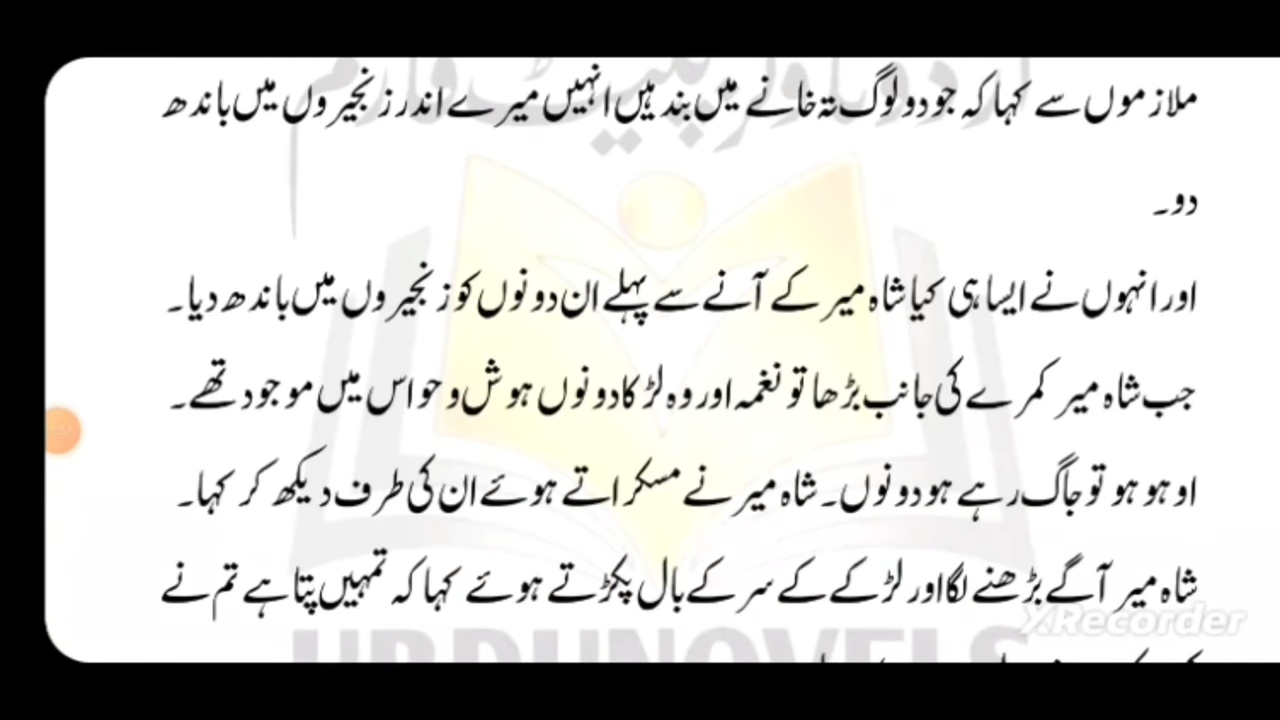 ملازموں سے کہا کہ جو دو لوگ تہ خانے میں بند ہیں انہیں میرے اندر زنجیروں میں باندھ
دو۔
اور انہوں نے ایسا ہی کیا شاہ میر کے آنے سے پہلے ان دونوں کو زنجیروں میں باندھ دیا۔
جب شاہ میر کمرے کی جانب بڑھا تو نغمہ اور وہ لڑکا دونوں ہوش و حواس میں موجود تھے۔
او ہو ہو تو جاگ رہے ہو دونوں۔ شاہ میر نے مسکراتے ہوئے ان کی طرف دیکھ کر کہا۔
شاہ میر آگے بڑھنے لگا اور لڑکے کے سر کے بال پکڑتے ہوئے کہا کہ تمہیں پتا ہے تم نے
XRecorder
URDUNOVELS